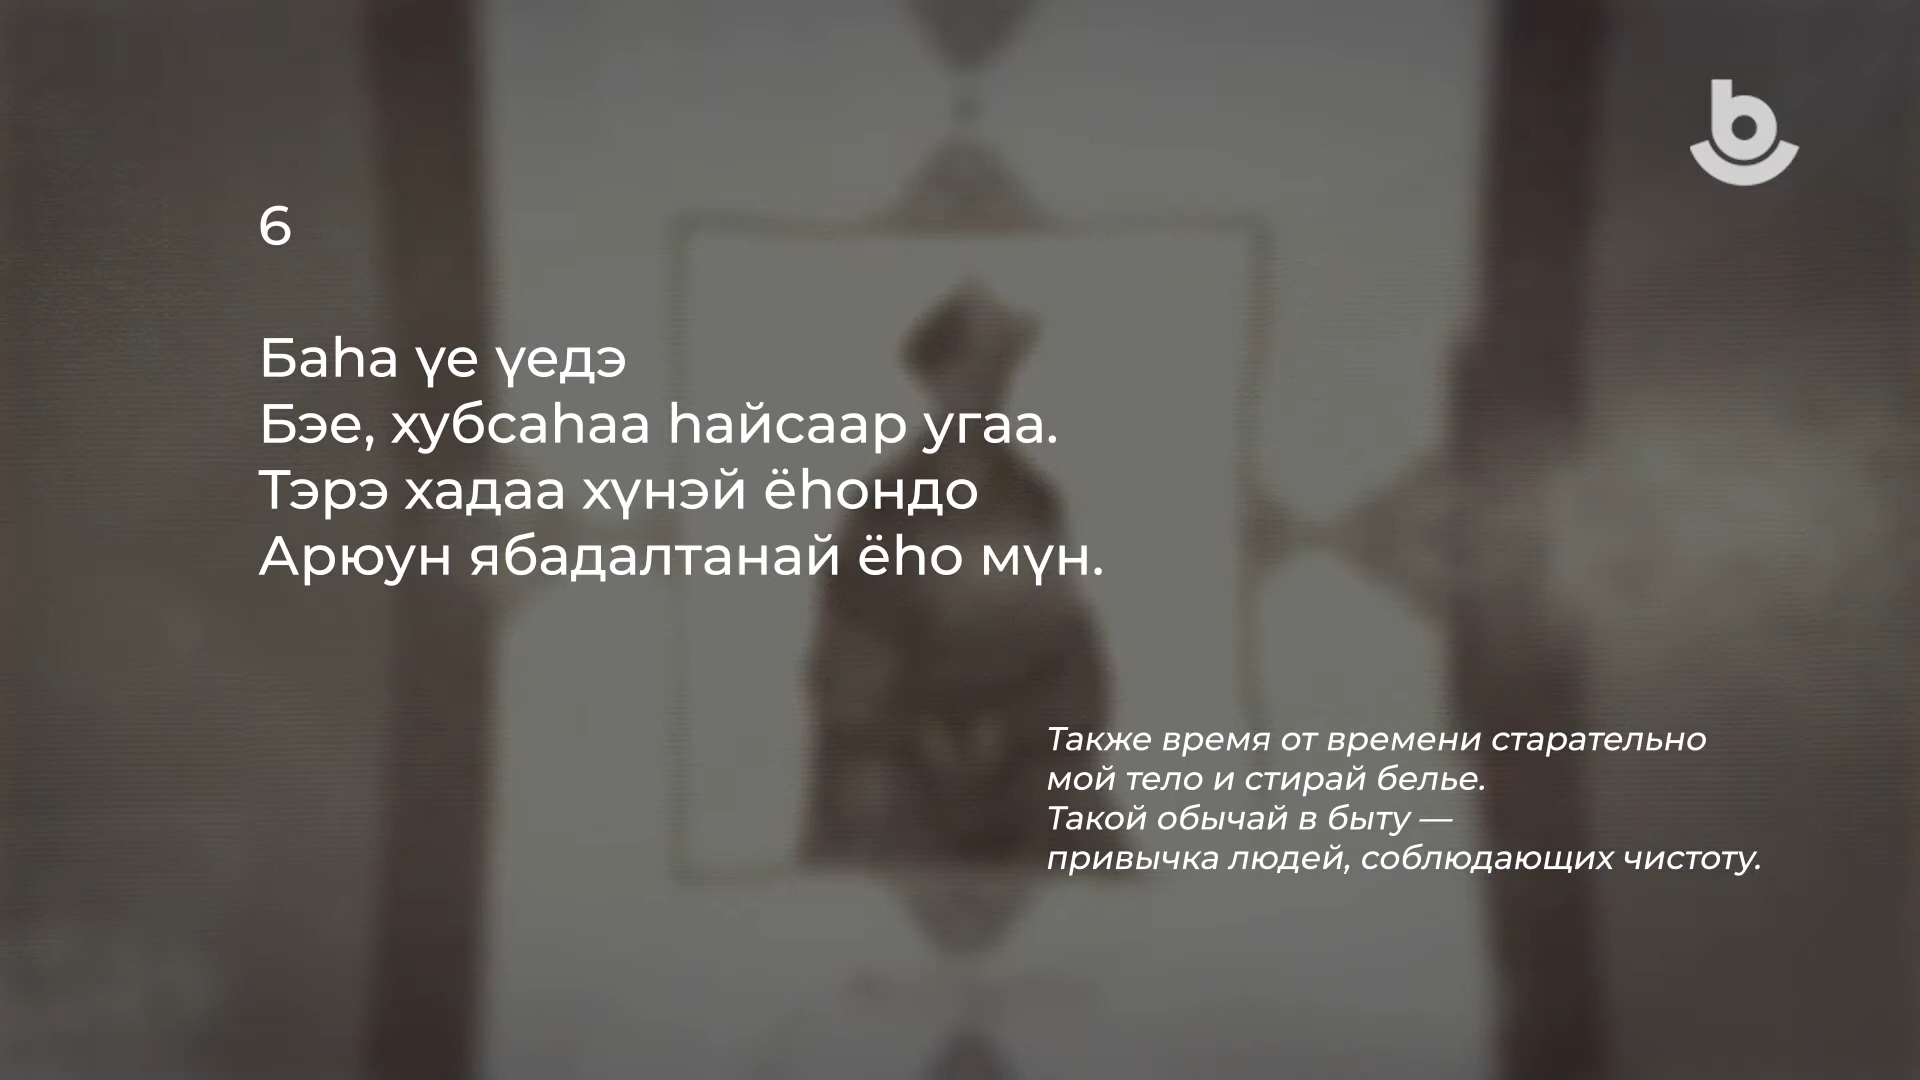 6
Баһа үе үедэ
Бэе, хубсаһаа һайсаар угаа.
Тэрэ хадаа хүнэй ёһондо
Арюун ябадалтанай ёһо мүн.
Также время от времени старательно
мой тело и стирай белье.
Такой обычай в быту —
привычка людей, соблюдающих чистоту.